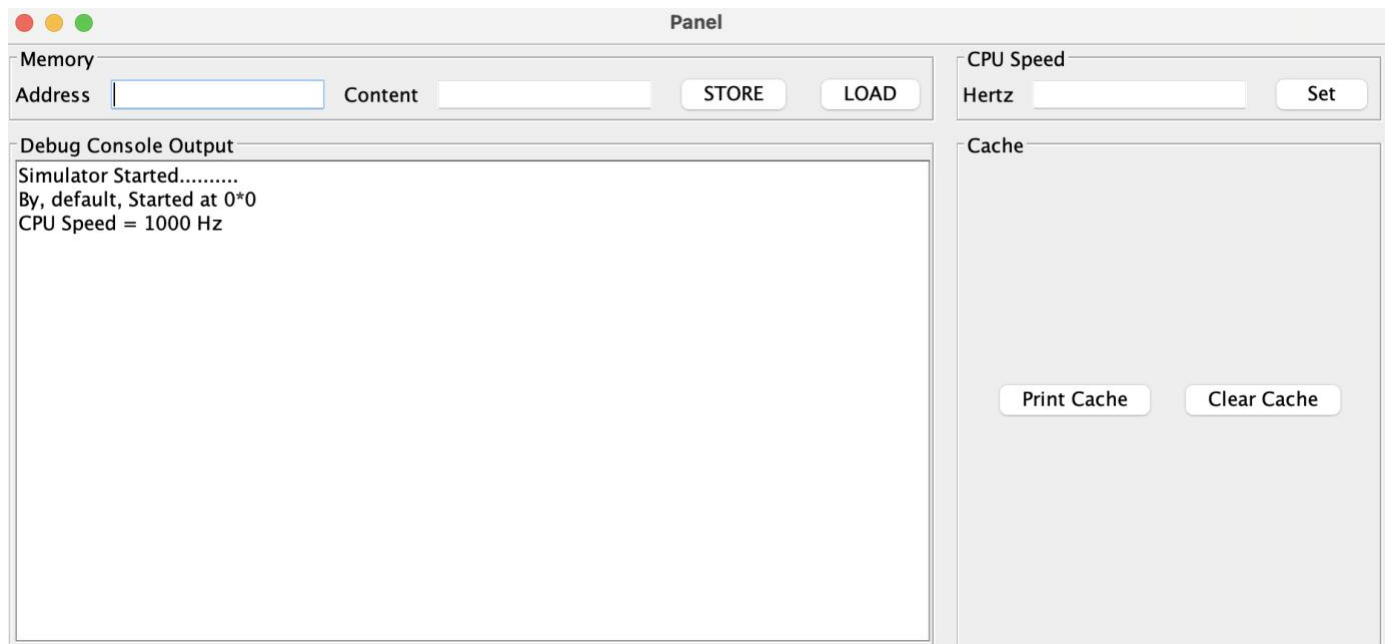 Panel
Memory
Address Content STORE LOAD
CPU Speed
Hertz Set
Debug Console Output
Simulator Started..........
By, default, Started at 0*0
CPU Speed = 1000 Hz
Cache
Print Cache Clear Cache